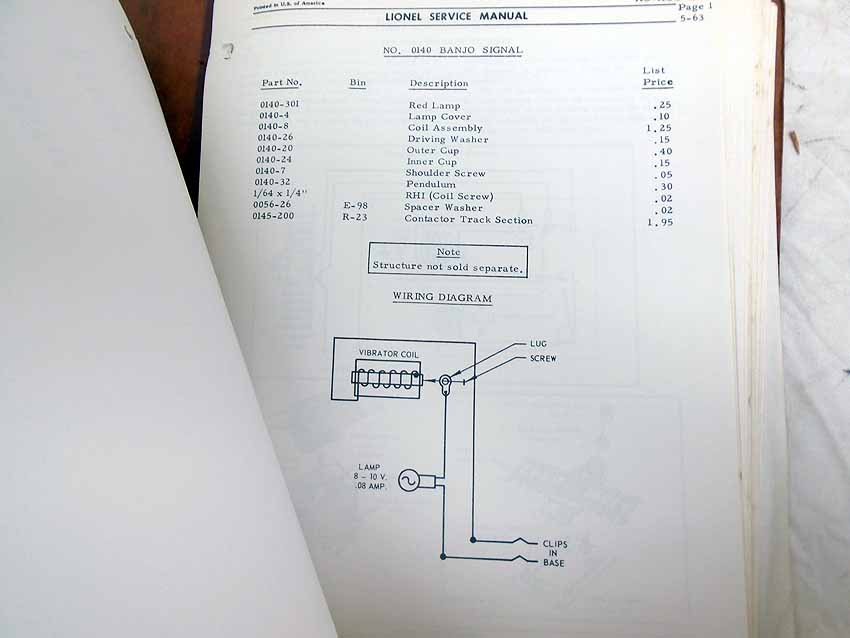 Printed in U.S. of America
LIONEL SERVICE MANUAL
Page 1
5-63
NO. 0140 BANJO SIGNAL
Part No. Bin Description List Price
0140-301 Red Lamp .25
0140-4 Lamp Cover .10
0140-8 Coil Assembly 1.25
0140-26 Driving Washer .15
0140-20 Outer Cup .40
0140-24 Inner Cup .15
0140-7 Shoulder Screw .05
0140-32 Pendulum .30
1/64 x 1/4" RHI (Coil Screw) .02
0056-26 E-98 Spacer Washer .02
0145-200 R-23 Contactor Track Section 1.95
Note
Structure not sold separate.
WIRING DIAGRAM
VIBRATOR COIL
LUG
SCREW
LAMP
8 - 10 V.
.08 AMP.
CLIPS
IN
BASE